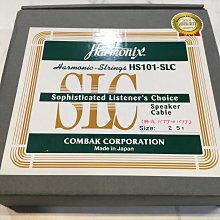 Harmonix
Harmonic-Strings HS101-SLC
Sophisticated Listener's Choice
SLC
Speaker
Cable
Size: 2.5
COMBAK CORPORATION
Made in Japan